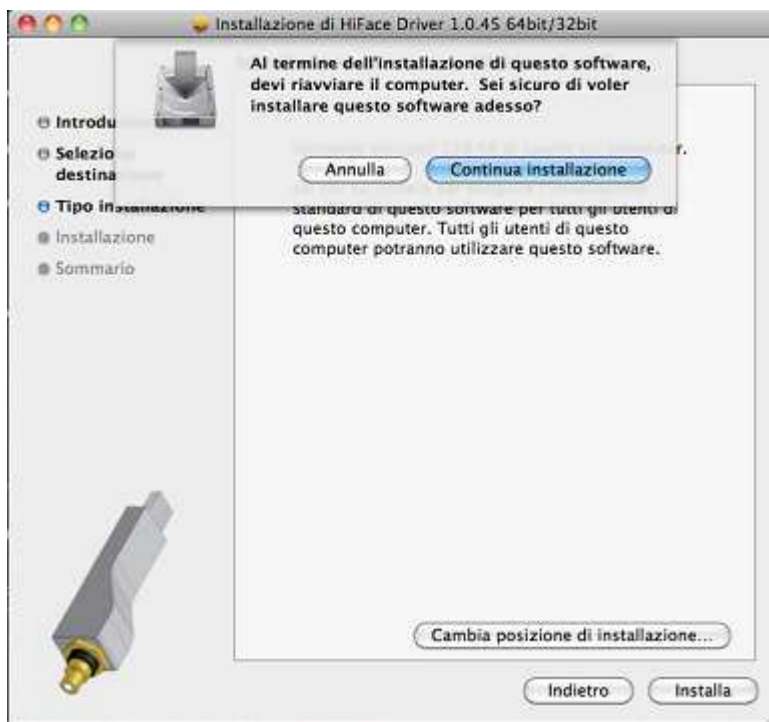 Installazione di HiFace Driver 1.0.45 64bit/32bit
Al termine dell'installazione di questo software,
devi riavviare il computer. Sei sicuro di voler
installare questo software adesso?
Annulla
Continua installazione
Introdu
Selezio
destina
Tipo installazione
Installazione
Sommario
standard di questo software per tutti gli utenti di
questo computer. Tutti gli utenti di questo
computer potranno utilizzare questo software.
Cambia posizione di installazione...
Indietro
Installa